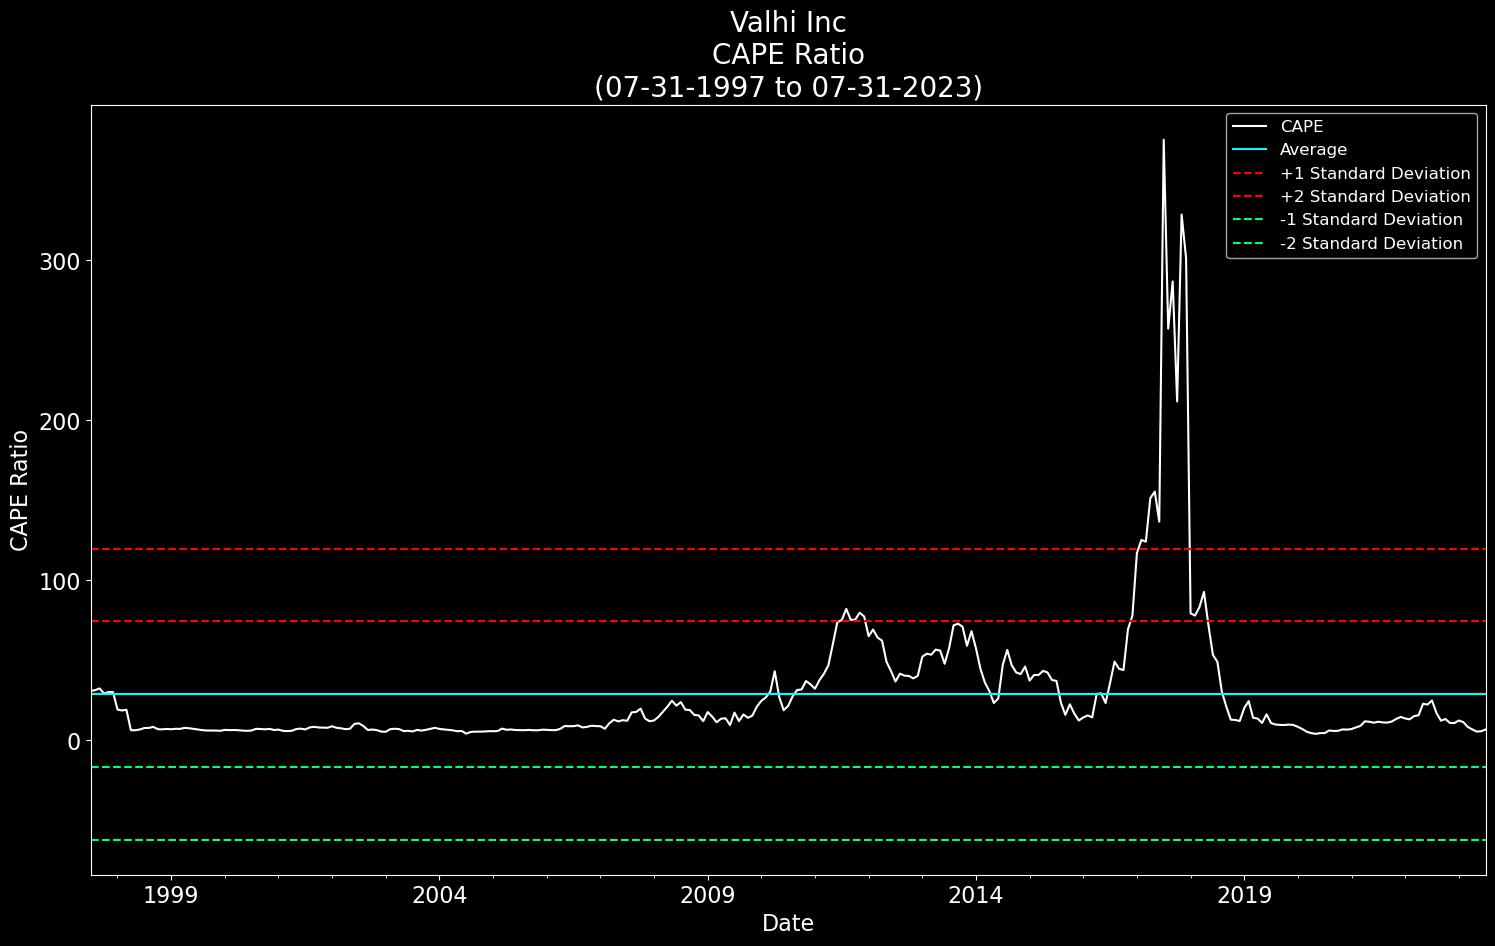 Valhi Inc
CAPE Ratio
(07-31-1997 to 07-31-2023)
CAPE
Average
+1 Standard Deviation
+2 Standard Deviation
-1 Standard Deviation
-2 Standard Deviation
CAPE Ratio
300
200
100
0
1999 2004 2009 2014 2019
Date